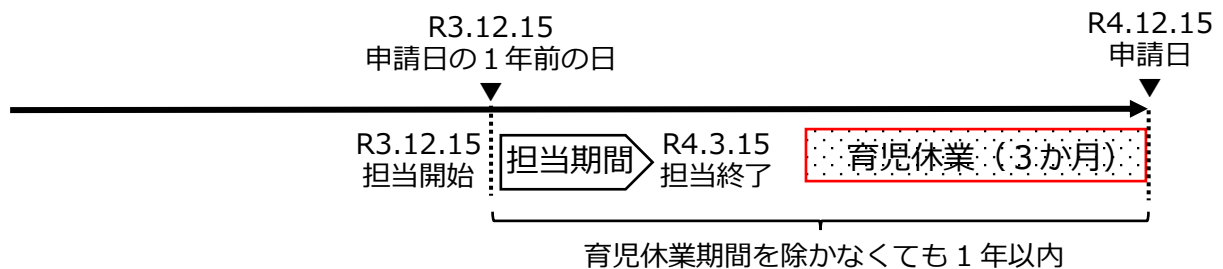 R3.12.15
申請日の１年前の日
R4.12.15
申請日
R3.12.15
担当開始
担当期間
R4.3.15
担当終了
育児休業（３か月）
育児休業期間を除かなくても１年以内